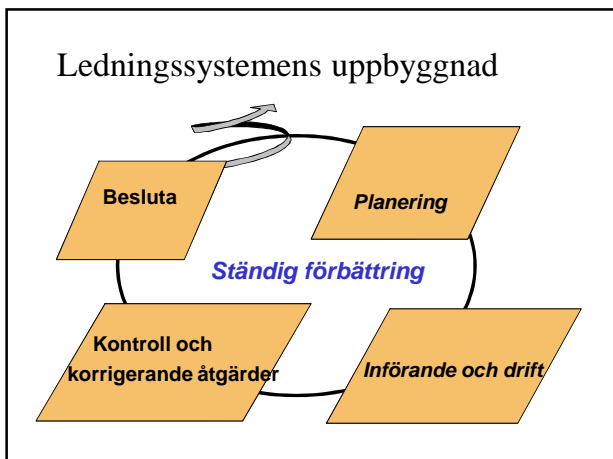 Ledningssystemens uppbyggnad
Besluta
Planering
Ständig förbättring
Kontroll och
korrigerande åtgärder
Införande och drift